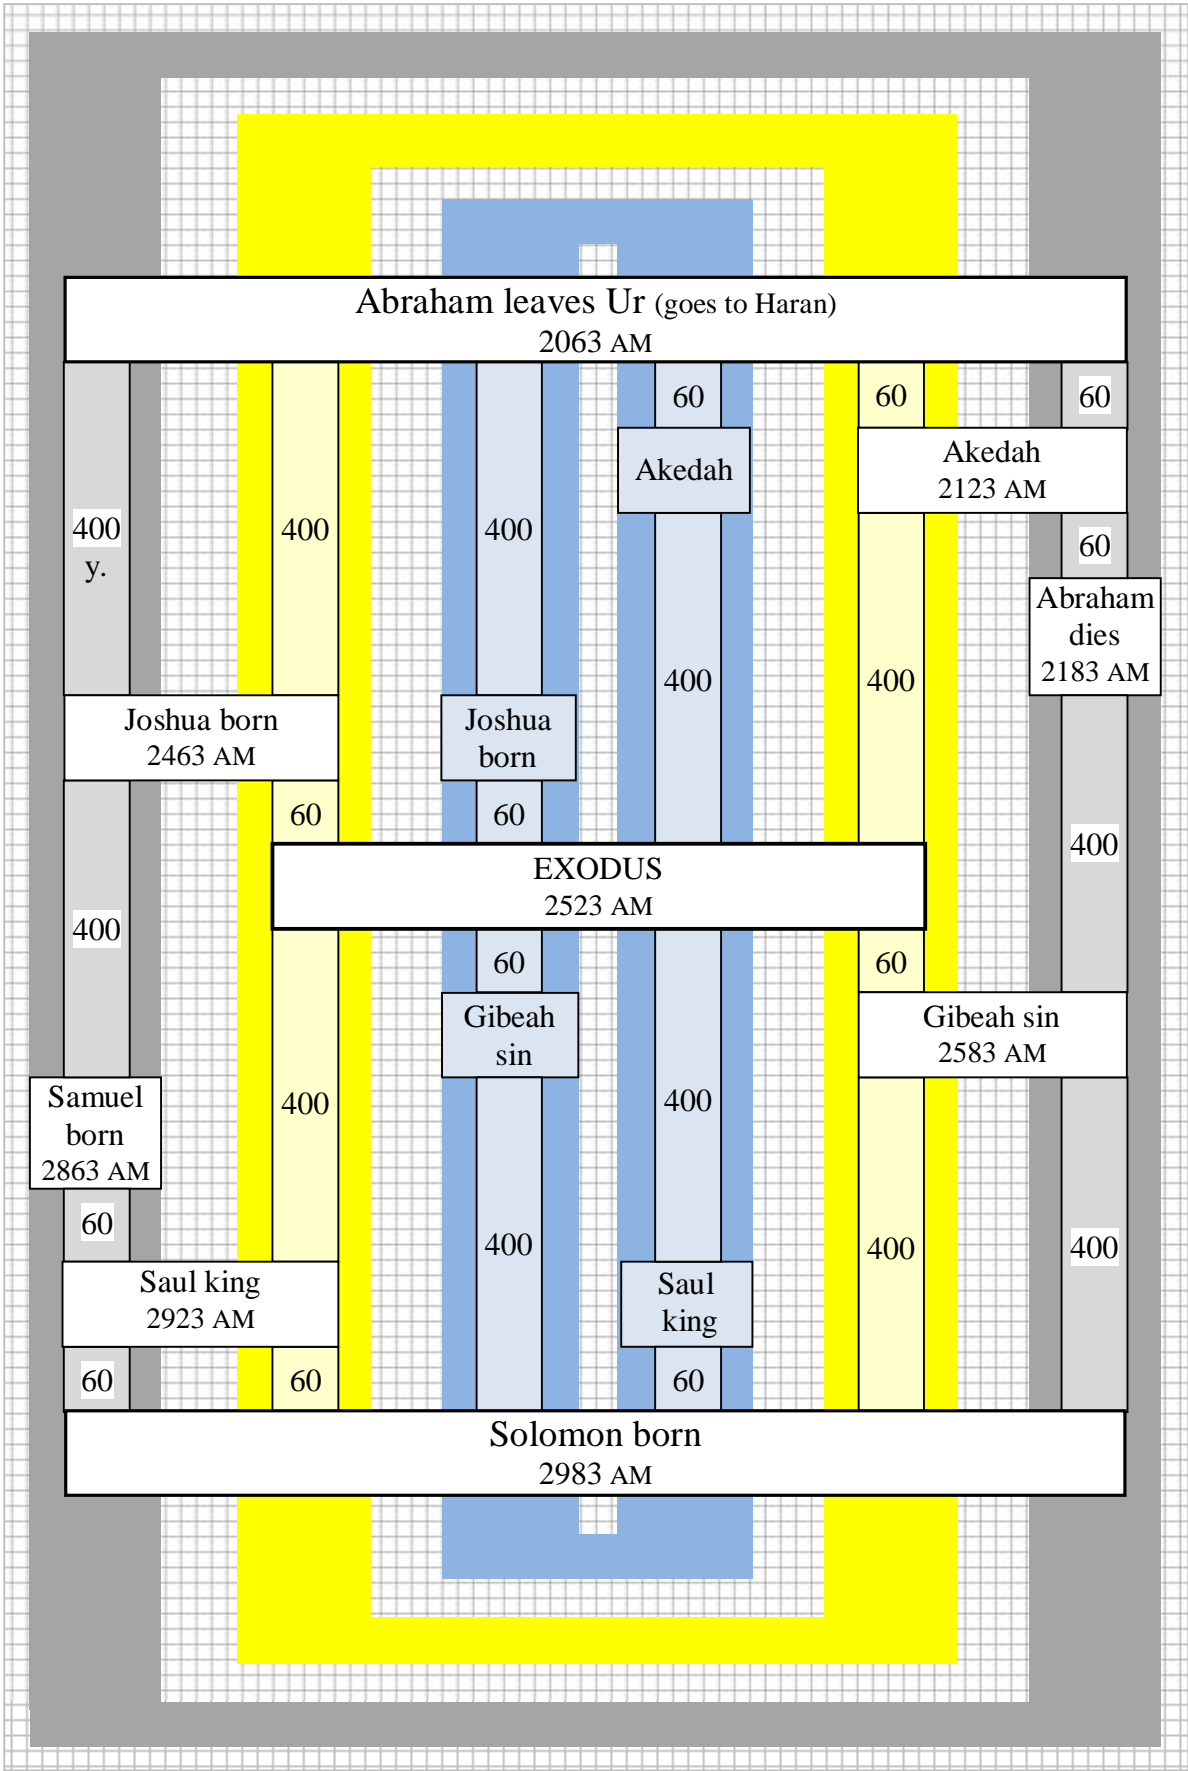 Abraham leaves Ur (goes to Haran)
2063 AM
60
60
60
Akedah
Akedah
2123 AM
400
y.
400
400
60
Abraham
dies
2183 AM
400
400
Joshua born
2463 AM
Joshua
born
60
60
400
EXODUS
2523 AM
400
60
60
Gibeah
sin
Gibeah sin
2583 AM
Samuel
born
2863 AM
400
400
60
400
400
400
Saul king
2923 AM
Saul
king
60
60
60
Solomon born
2983 AM